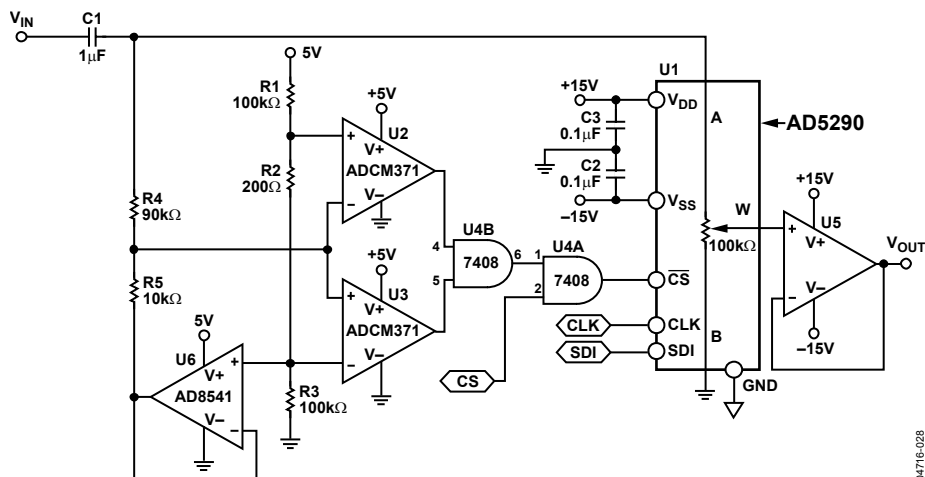 VIN
C1
1µF
5V
R1
100kΩ
+5V
U2
+
V+
ADCM371
V–
–
R2
200Ω
R4
90kΩ
R5
10kΩ
+5V
U3
+
V+
ADCM371
V–
–
5V
U6
V+
+
AD8541
V–
–
R3
100kΩ
U4B
4
7408
6
5
U4A
1
7408
2
CS
U1
+15V
VDD
A
AD5290
C3
0.1µF
C2
0.1µF
VSS
–15V
W
100kΩ
CS
CLK
CLK
SDI
SDI
B
GND
+15V
U5
+
V+
V–
–
–15V
VOUT
04716-028